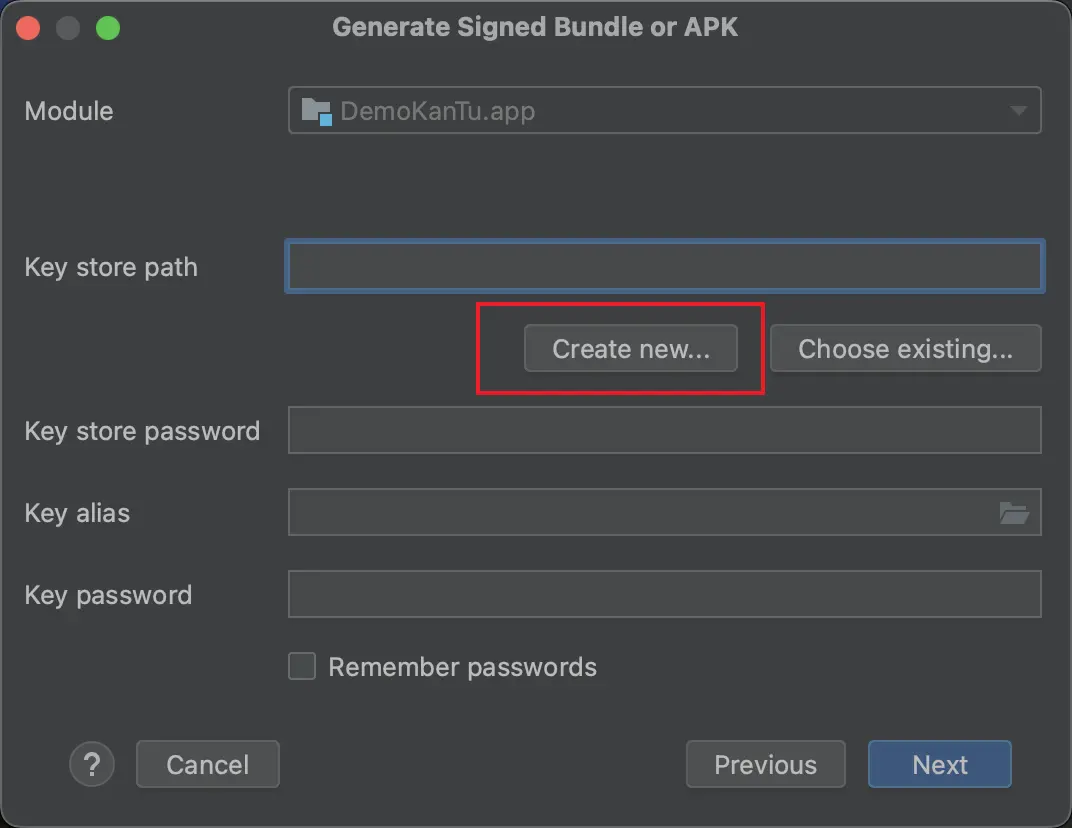 Generate Signed Bundle or APK
Module
DemoKanTu.app
Key store path
Create new...
Choose existing...
Key store password
Key alias
Key password
Remember passwords
?
Cancel
Previous
Next